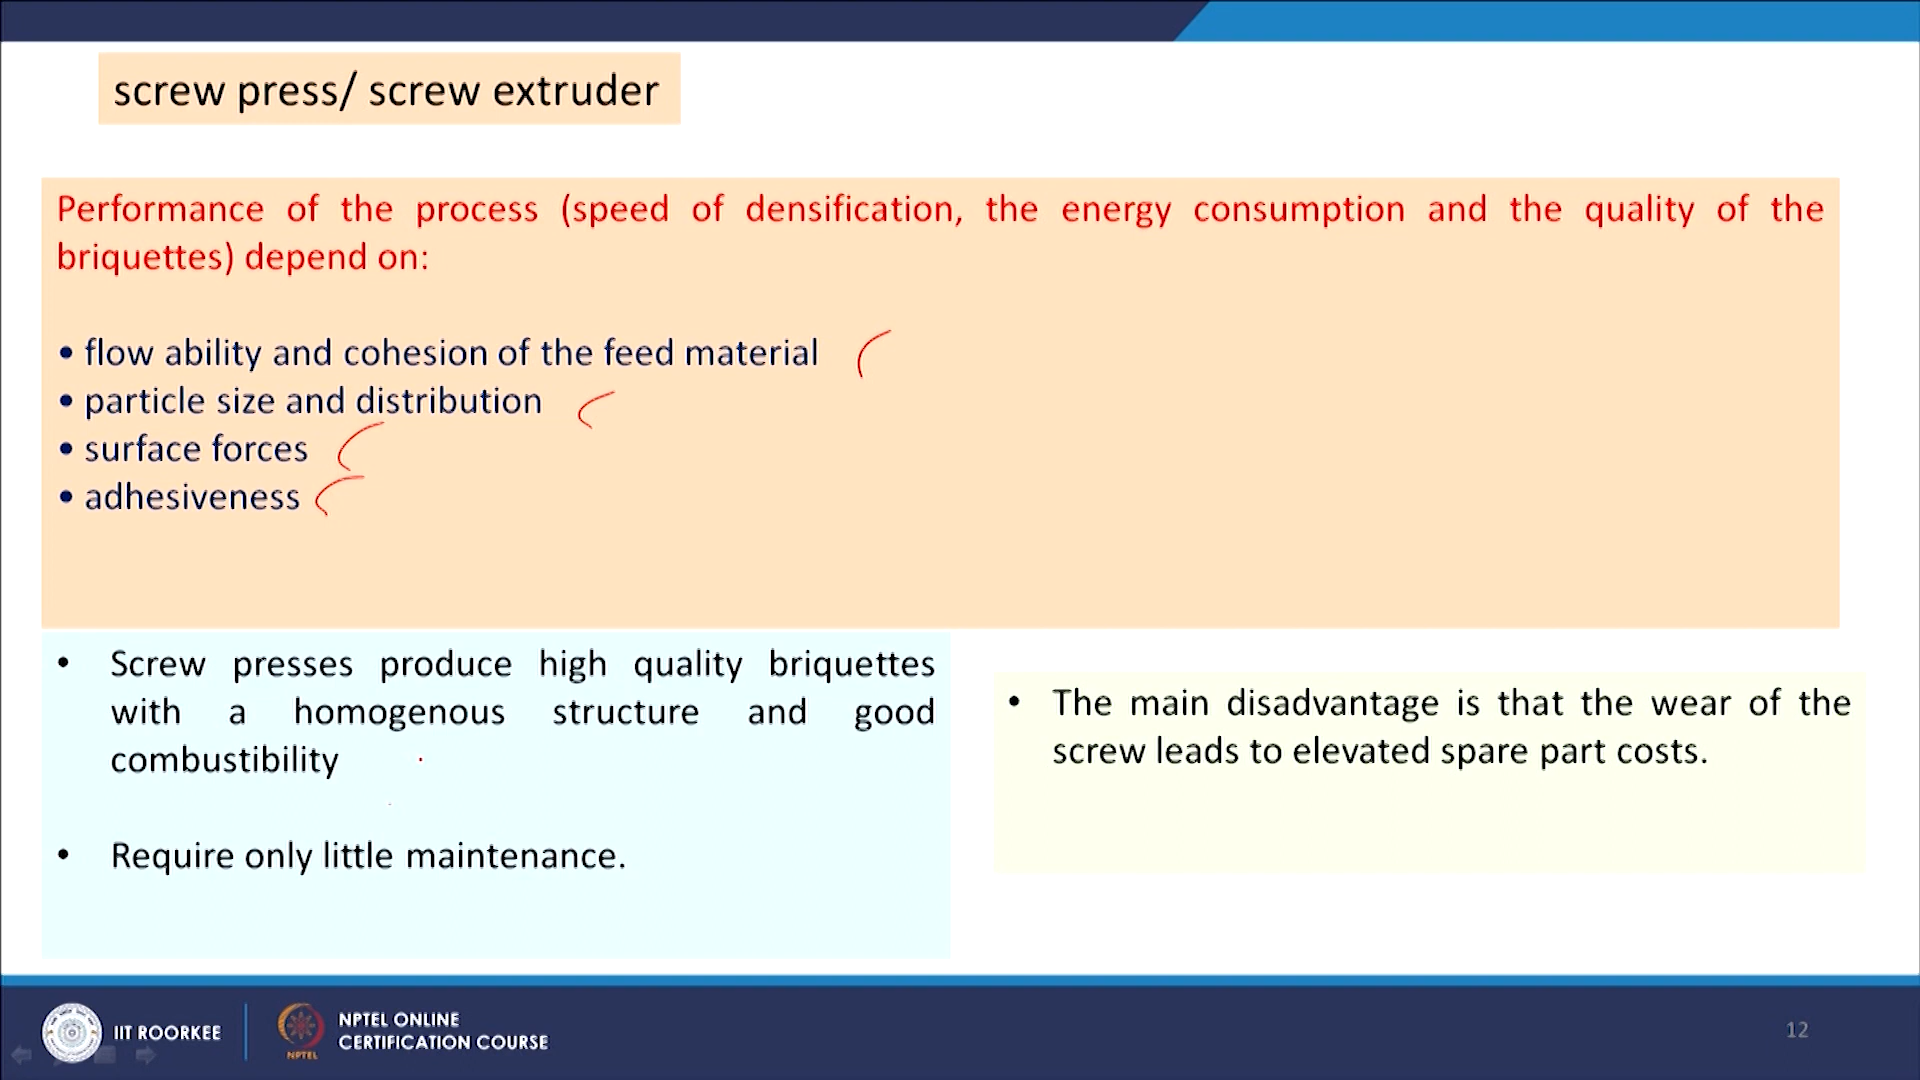 screw press/ screw extruder
Performance of the process (speed of densification, the energy consumption and the quality of the
briquettes) depend on:
• flow ability and cohesion of the feed material
• particle size and distribution
• surface forces
• adhesiveness
• Screw presses produce high quality briquettes
with a homogenous structure and good
combustibility
• Require only little maintenance.
• The main disadvantage is that the wear of the
screw leads to elevated spare part costs.
IIT ROORKEE
NPTEL
NPTEL ONLINE
CERTIFICATION COURSE
12